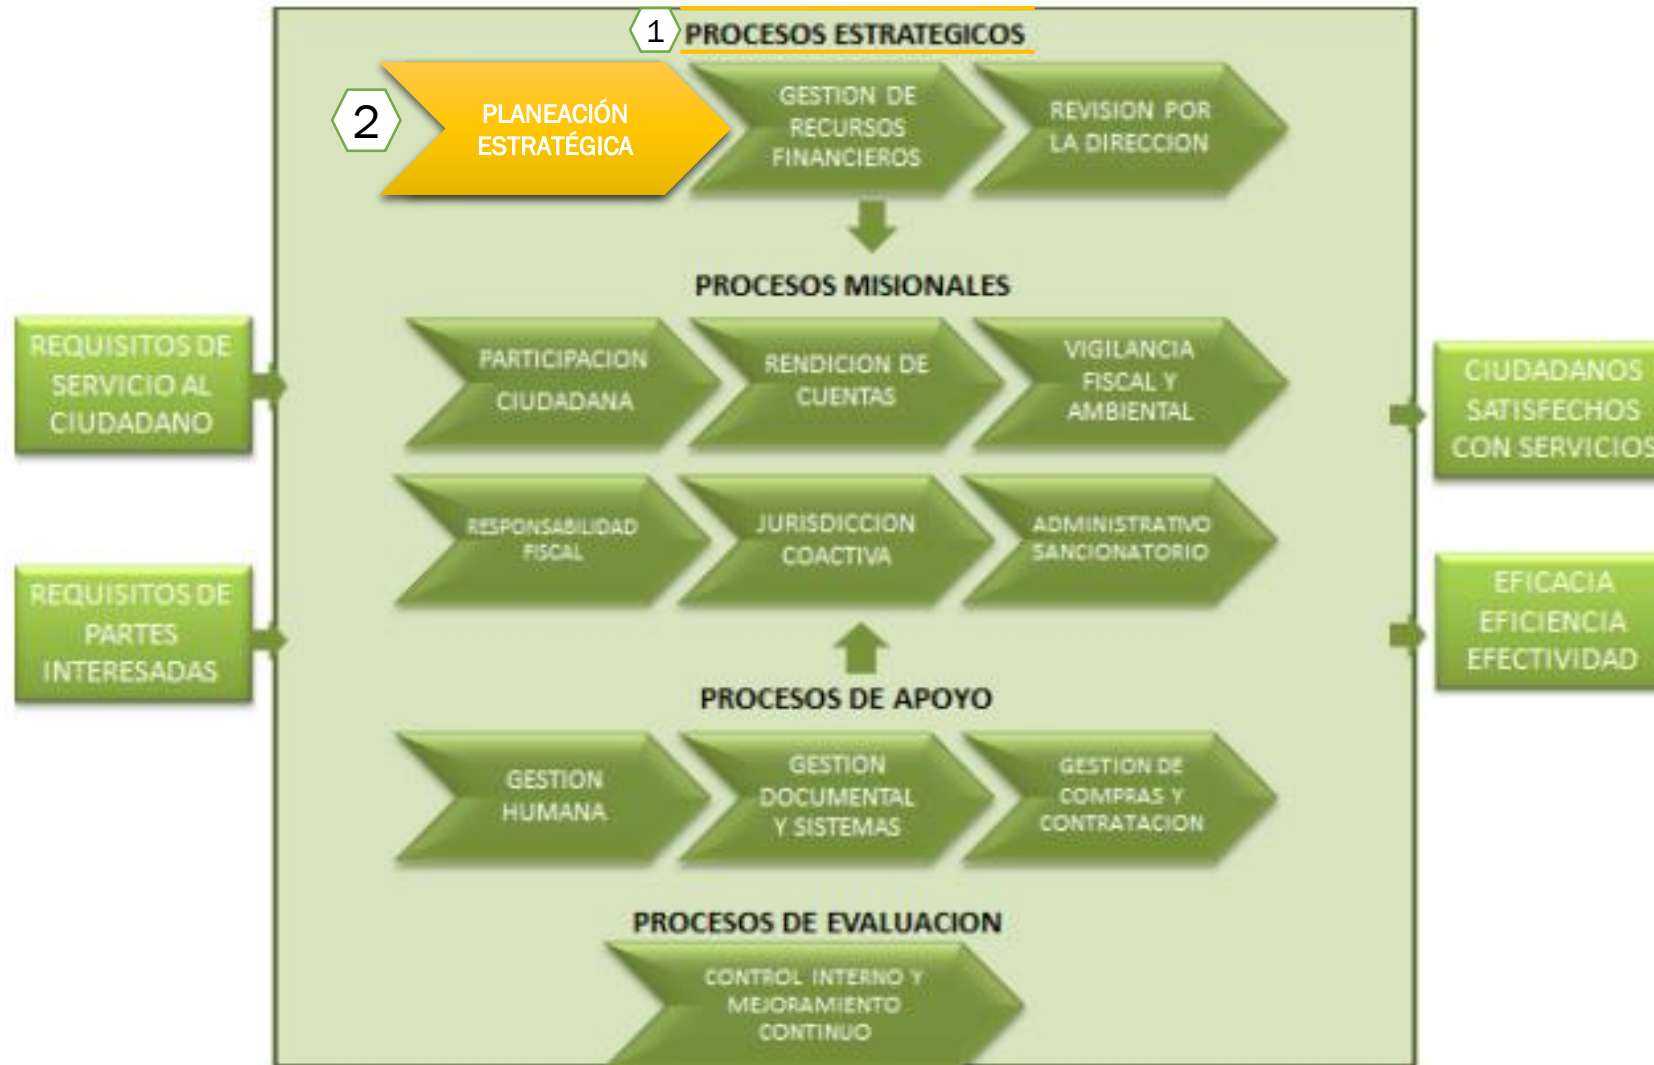 1
PROCESOS ESTRATEGICOS
2
PLANEACIÓN
ESTRATÉGICA
GESTION DE
RECURSOS
FINANCIEROS
REVISION POR
LA DIRECCION
PROCESOS MISIONALES
REQUISITOS DE
SERVICIO AL
CIUDADANO
PARTICIPACION
CIUDADANA
RENDICION DE
CUENTAS
VIGILANCIA
FISCAL Y
AMBIENTAL
CIUDADANOS
SATISFECHOS
CON SERVICIOS
RESPONSABILIDAD
FISCAL
JURISDICCION
COACTIVA
ADMINISTRATIVO
SANCIONATORIO
REQUISITOS DE
PARTES
INTERESADAS
EFICACIA
EFICIENCIA
EFECTIVIDAD
PROCESOS DE APOYO
GESTION
HUMANA
GESTION
DOCUMENTAL
Y SISTEMAS
GESTION DE
COMPRAS Y
CONTRATACION
PROCESOS DE EVALUACION
CONTROL INTERNO Y
MEJORAMIENTO
CONTINUO